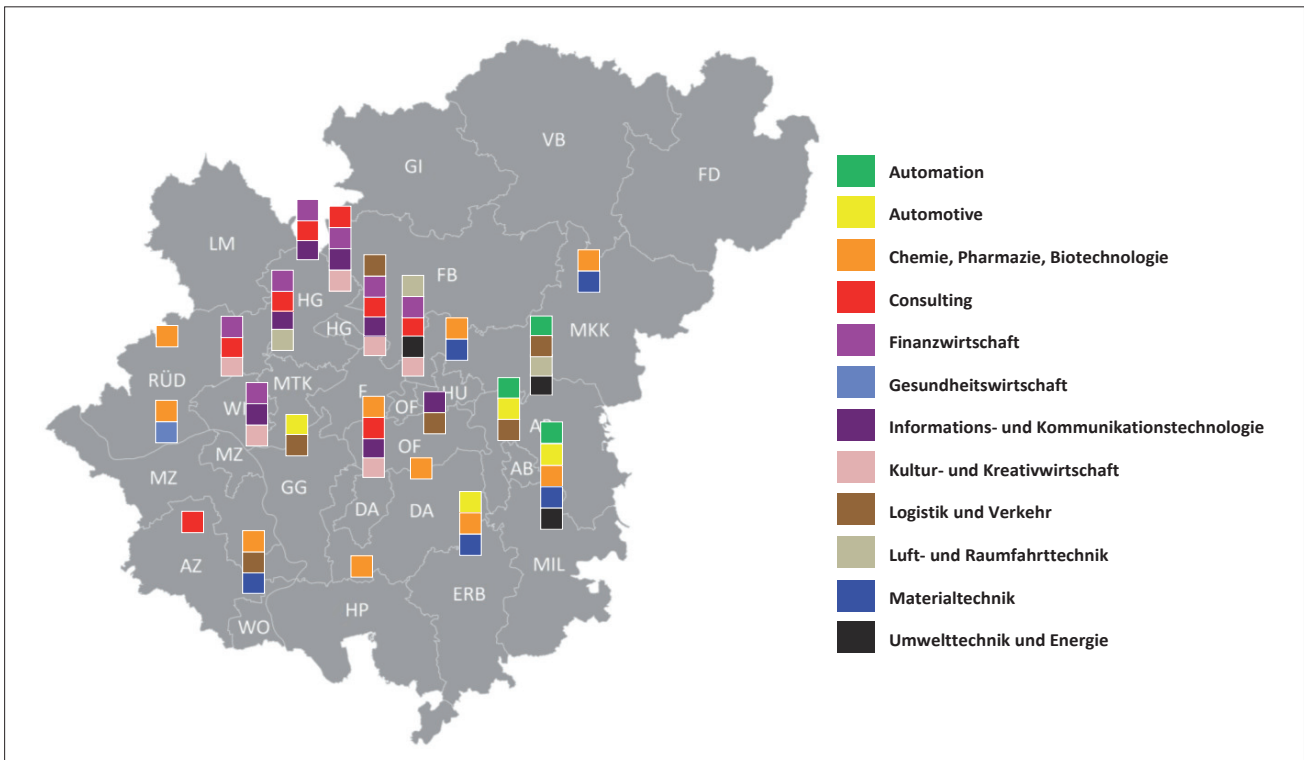 VB
GI
FD
LM
FB
HG
HG
MKK
RÜD
MTK
F
HU
WI
OF
AB
MZ
OF
AB
MZ
GG
DA
DA
AZ
MIL
ERB
HP
WO
Automation
Automotive
Chemie, Pharmazie, Biotechnologie
Consulting
Finanzwirtschaft
Gesundheitswirtschaft
Informations- und Kommunikationstechnologie
Kultur- und Kreativwirtschaft
Logistik und Verkehr
Luft- und Raumfahrttechnik
Materialtechnik
Umwelttechnik und Energie